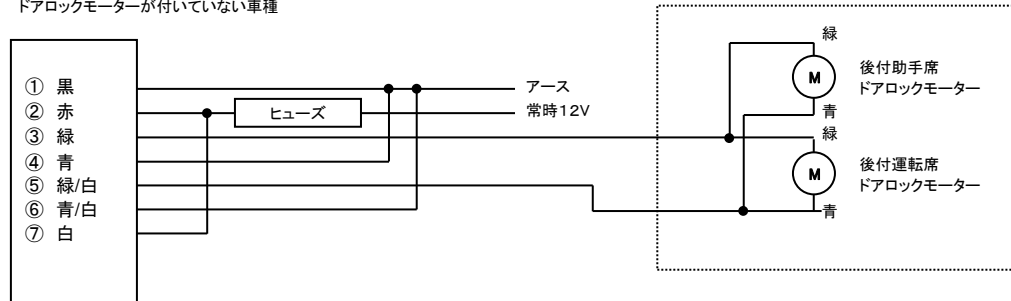 ドアロックモーターが付いていない車種
① 黒
② 赤
③ 緑
④ 青
⑤ 緑/白
⑥ 青/白
⑦ 白
ヒューズ
アース
常時12V
緑
M
後付助手席
ドアロックモーター
青
緑
M
後付運転席
ドアロックモーター
青